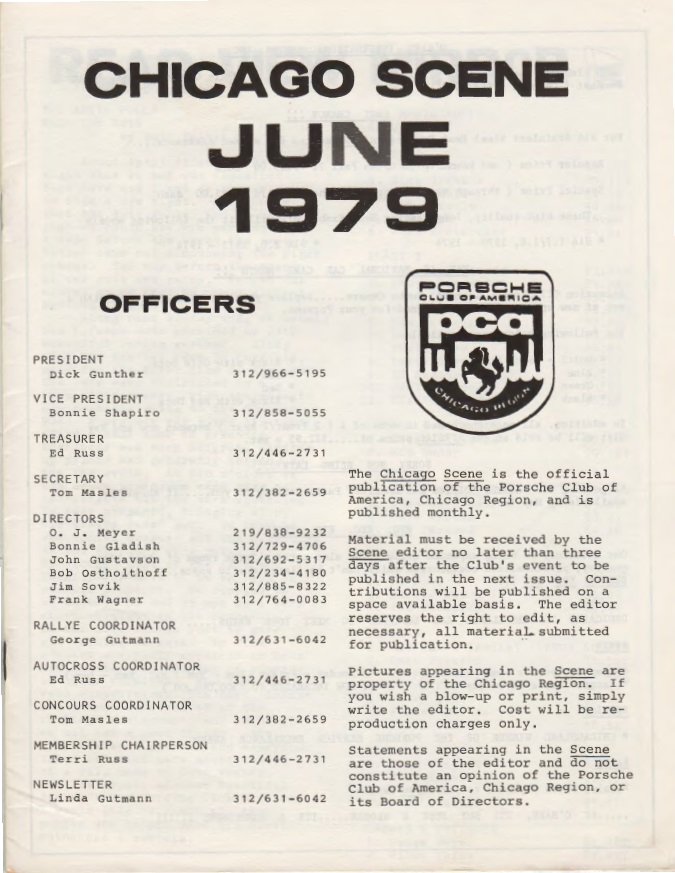 CHICAGO SCENE
JUNE
1979
OFFICERS
PRESIDENT
Dick Gunther 312/966-5195
VICE PRESIDENT
Bonnie Shapiro 312/858-5055
TREASURER
Ed Russ 312/446-2731
SECRETARY
Tom Masles 312/382-2659
DIRECTORS
O. J. Meyer 219/838-9232
Bonnie Gladish 312/729-4706
John Gustavson 312/692-5317
Bob Ostholthoff 312/234-4180
Jim Sovik 312/885-8322
Frank Wagner 312/764-0083
RALLYE COORDINATOR
George Gutmann 312/631-6042
AUTOCROSS COORDINATOR
Ed Russ 312/446-2731
CONCOURS COORDINATOR
Tom Masles 312/382-2659
MEMBERSHIP CHAIRPERSON
Terri Russ 312/446-2731
NEWSLETTER
Linda Gutmann 312/631-6042
PORSCHE
CLUB OF AMERICA
pca
CHICAGO REGION
The Chicago Scene is the official
publication of the Porsche Club of
America, Chicago Region, and is
published monthly.
Material must be received by the
Scene editor no later than three
days after the Club's event to be
published in the next issue. Con-
tributions will be published on a
space available basis. The editor
reserves the right to edit, as
necessary, all material submitted
for publication.
Pictures appearing in the Scene are
property of the Chicago Region. If
you wish a blow-up or print, simply
write the editor. Cost will be re-
production charges only.
Statements appearing in the Scene
are those of the editor and do not
constitute an opinion of the Porsche
Club of America, Chicago Region, or
its Board of Directors.